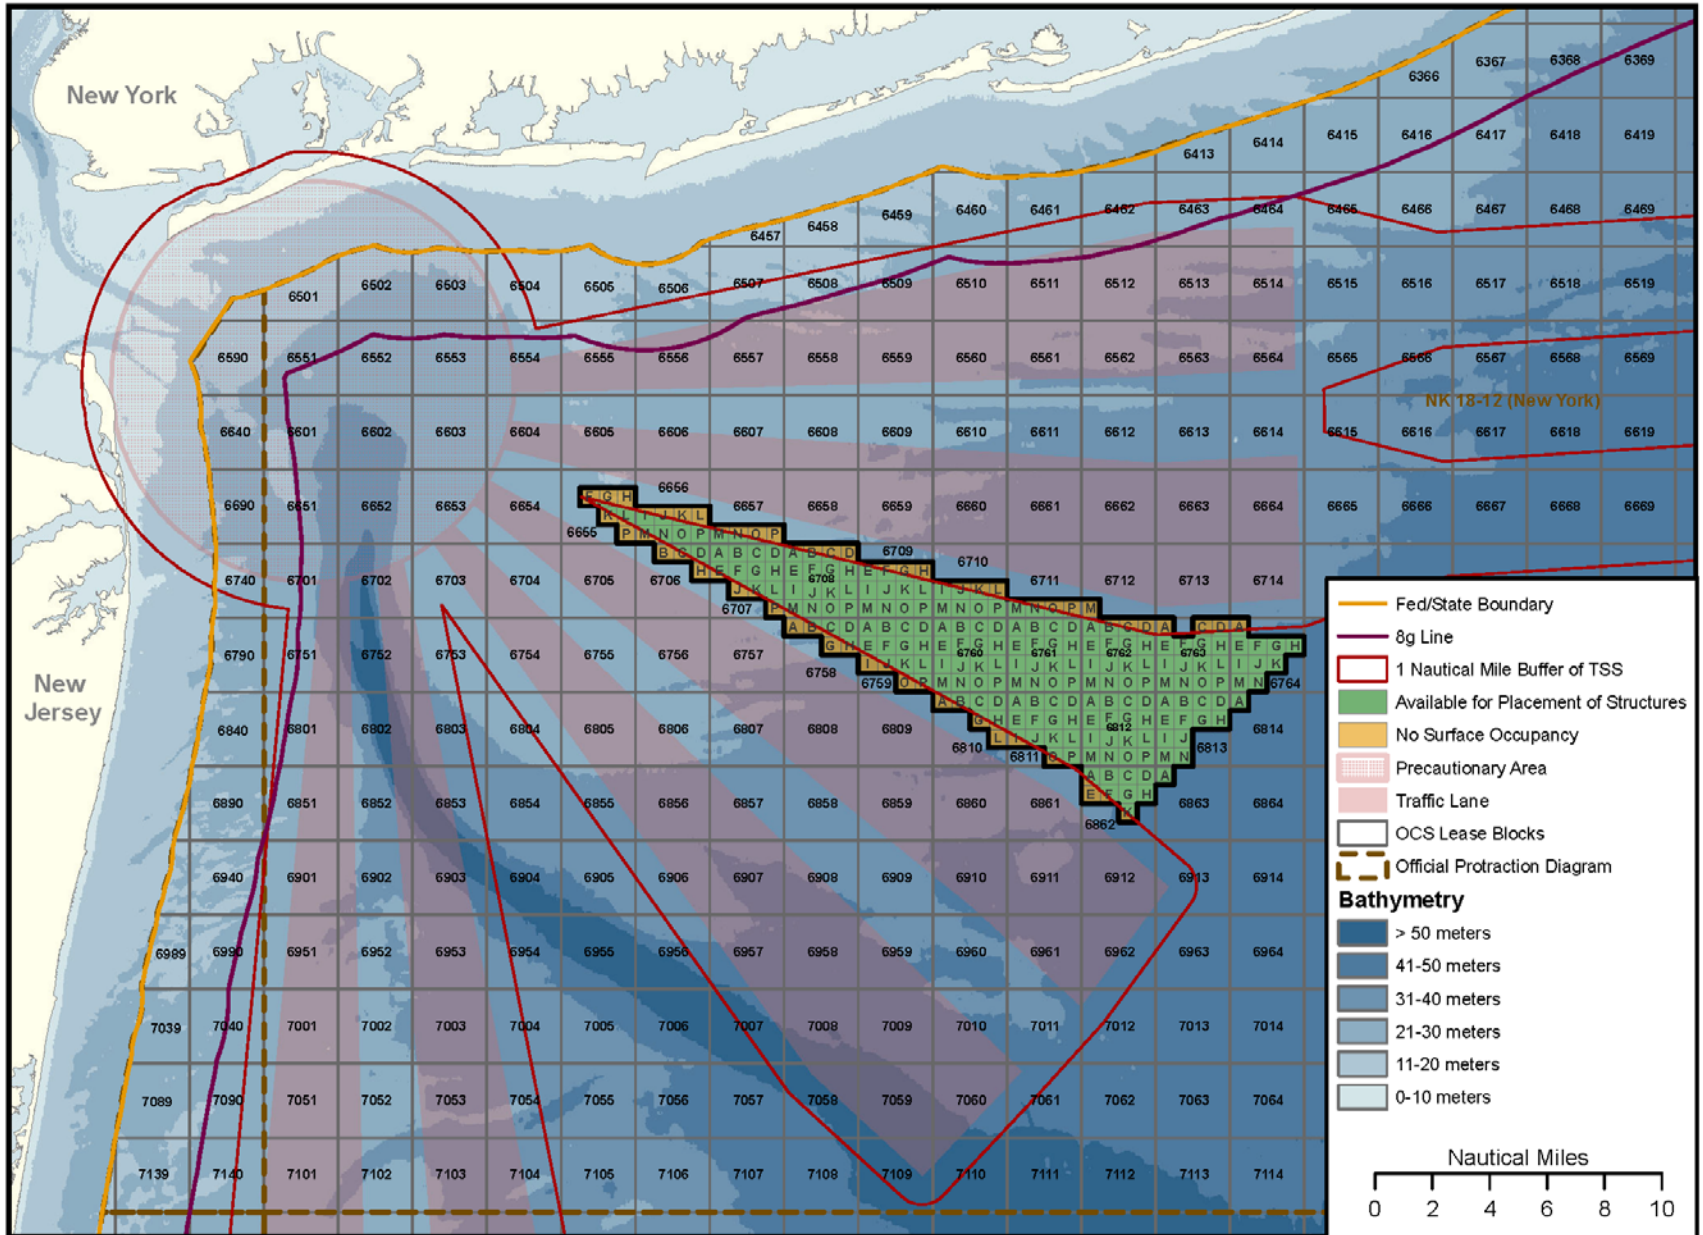 New York
New
Jersey
6366 6367 6368 6369
6413 6414 6415 6416 6417 6418 6419
6457 6458 6459 6460 6461 6462 6463 6464 6465 6466 6467 6468 6469
6501 6502 6503 6504 6505 6506 6507 6508 6509 6510 6511 6512 6513 6514 6515 6516 6517 6518 6519
6590 6551 6552 6553 6554 6555 6556 6557 6558 6559 6560 6561 6562 6563 6564 6565 6566 6567 6568 6569
NK 18-12 (New York)
6640 6601 6602 6603 6604 6605 6606 6607 6608 6609 6610 6611 6612 6613 6614 6615 6616 6617 6618 6619
6690 6651 6652 6653 6654 6655 6656 6657 6658 6659 6660 6661 6662 6663 6664 6665 6666 6667 6668 6669
G H
K L I J K L
P M N O P M N O P
B C D A B C D A B C D
6740 6701 6702 6703 6704 6705 6706 6707 6708 6709 6710 6711 6712 6713 6714
H E F G H E F G H E F G H
J K L I J K L I J K L I J K L
P M N O P M N O P M N O P M N O P M
A B C D A B C D A B C D A B C D A B C D A C D A
6790 6751 6752 6753 6754 6755 6756 6757 6758 6759 6760 6761 6762 6763 6764
G H E F G H E F G H E F G H E F G H E F G H E F G H
I J K L I J K L I J K L I J K L I J K L I J K
O P M N O P M N O P M N O P M N O P M N
A B C D A B C D A B C D A B C D A
6840 6801 6802 6803 6804 6805 6806 6807 6808 6809 6810 6811 6812 6813 6814
G H E F G H E F G H E F G H
L I J K L I J K L I J
O P M N O P M N
A B C D A
E F G H
K
6890 6851 6852 6853 6854 6855 6856 6857 6858 6859 6860 6861 6862 6863 6864
6940 6901 6902 6903 6904 6905 6906 6907 6908 6909 6910 6911 6912 6913 6914
6989 6990 6951 6952 6953 6954 6955 6956 6957 6958 6959 6960 6961 6962 6963 6964
7039 7040 7001 7002 7003 7004 7005 7006 7007 7008 7009 7010 7011 7012 7013 7014
7089 7090 7051 7052 7053 7054 7055 7056 7057 7058 7059 7060 7061 7062 7063 7064
7139 7140 7101 7102 7103 7104 7105 7106 7107 7108 7109 7110 7111 7112 7113 7114
Fed/State Boundary
8g Line
1 Nautical Mile Buffer of TSS
Available for Placement of Structures
No Surface Occupancy
Precautionary Area
Traffic Lane
OCS Lease Blocks
Official Protraction Diagram
Bathymetry
> 50 meters
41-50 meters
31-40 meters
21-30 meters
11-20 meters
0-10 meters
Nautical Miles
0 2 4 6 8 10